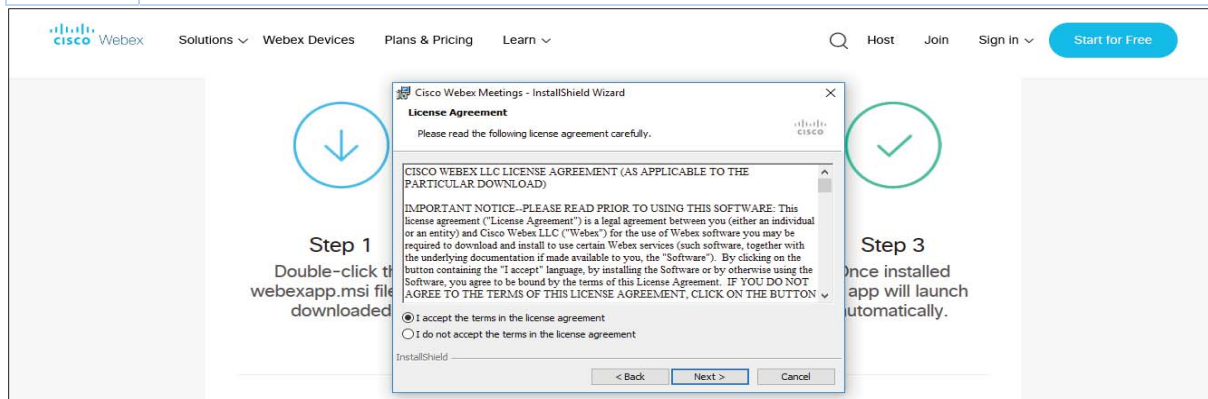 CISCO Webex Solutions Webex Devices Plans & Pricing Learn Host Join Sign in Start for Free
Cisco Webex Meetings - InstallShield Wizard
License Agreement
Please read the following license agreement carefully.
CISCO
CISCO WEBEX LLC LICENSE AGREEMENT (AS APPLICABLE TO THE
PARTICULAR DOWNLOAD)
IMPORTANT NOTICE--PLEASE READ PRIOR TO USING THIS SOFTWARE: This
license agreement ("License Agreement") is a legal agreement between you (either an individual
or an entity) and Cisco Webex LLC ("Webex") for the use of Webex software you may be
required to download and install to use certain Webex services (such software, together with
the underlying documentation if made available to you, the "Software"). By clicking on the
button containing the "I accept" language, by installing the Software or by otherwise using the
Software, you agree to be bound by the terms of this License Agreement. IF YOU DO NOT
AGREE TO THE TERMS OF THIS LICENSE AGREEMENT, CLICK ON THE BUTTON
I accept the terms in the license agreement
I do not accept the terms in the license agreement
InstallShield
< Back Next > Cancel
Step 1
Double-click
webexapp.msi file
downloaded
Step 3
Once installed
app will launch
automatically.